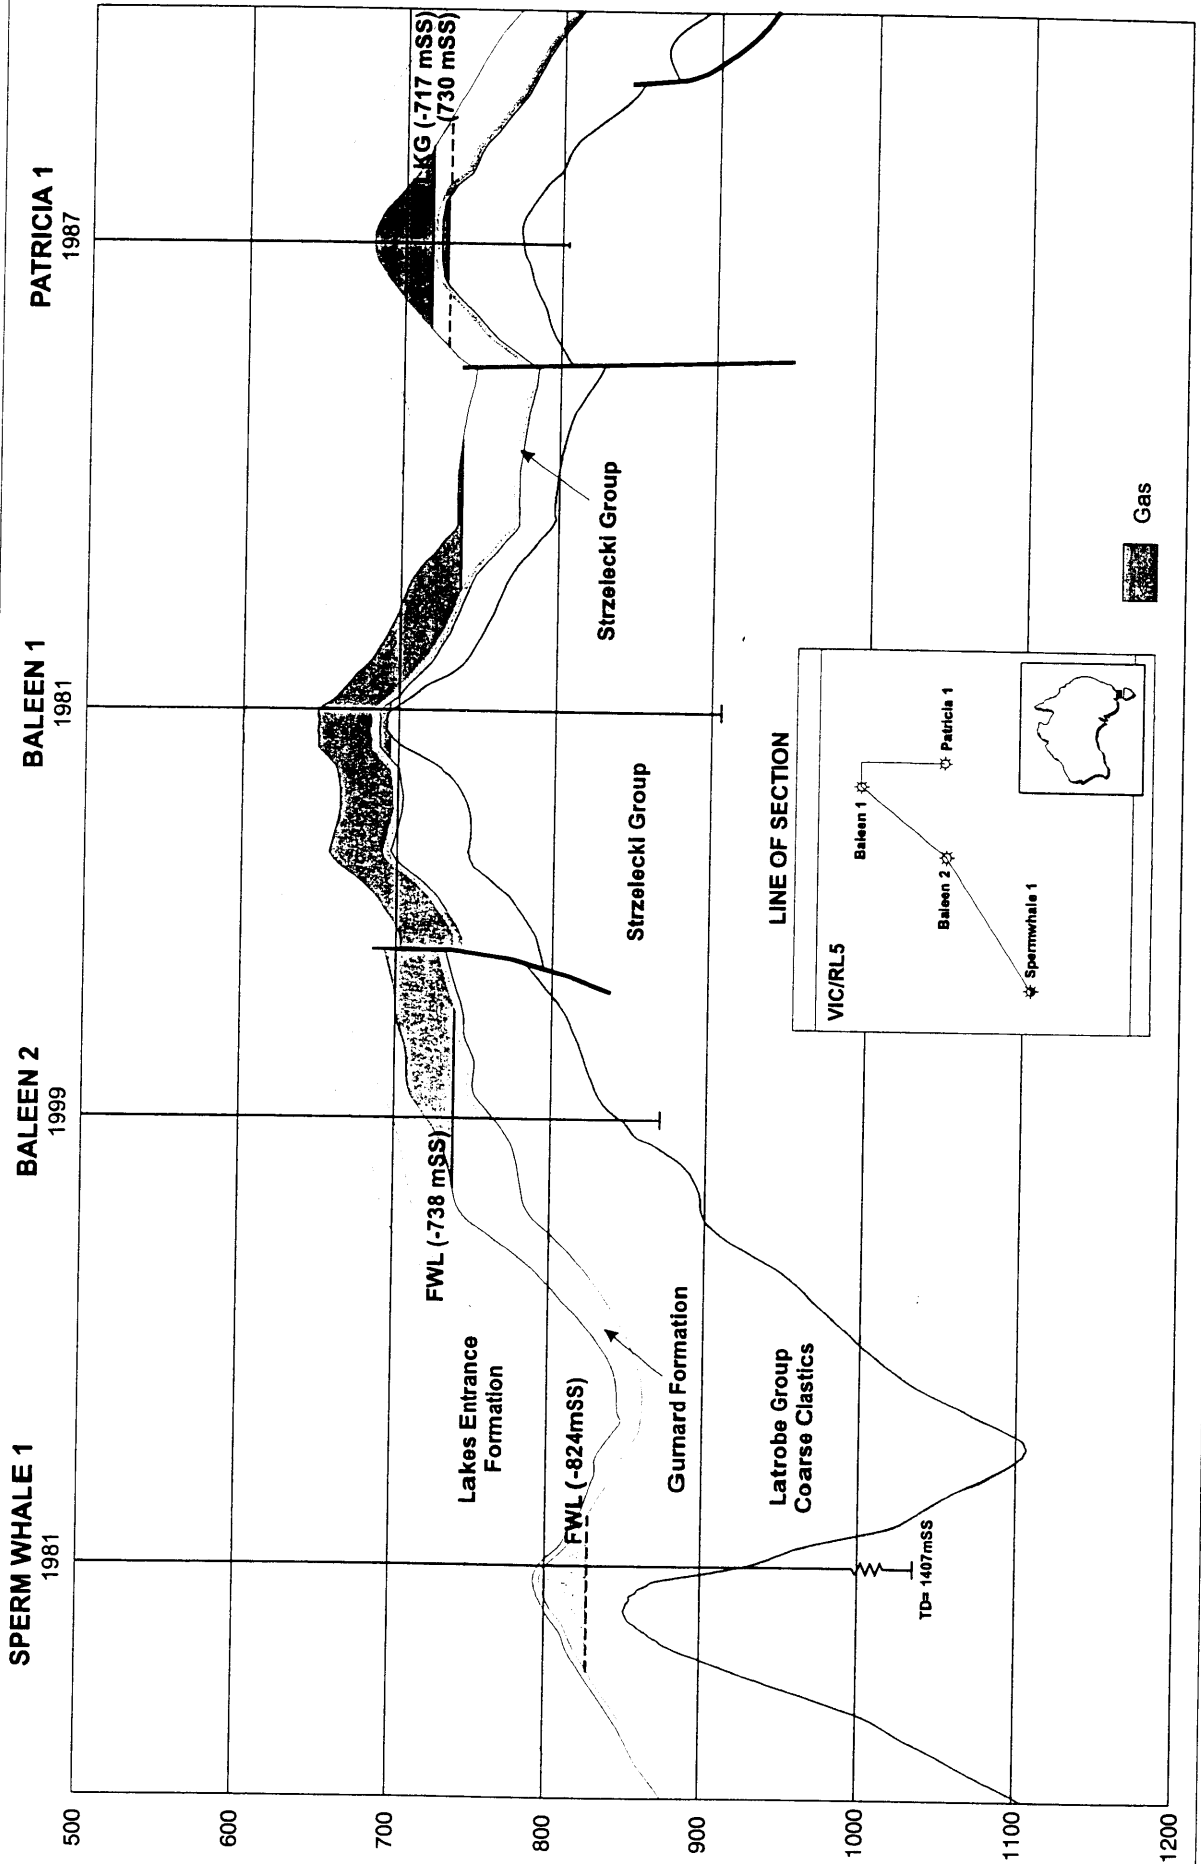 SPERM WHALE 1
1981
BALEEN 2
1999
BALEEN 1
1981
PATRICIA 1
1987
500
600
700
800
900
1000
1100
1200
LKG (-717 mSS)
(730 mSS)
FWL (-738 mSS)
FWL (-824mSS)
Lakes Entrance
Formation
Gurnard Formation
Latrobe Group
Coarse Clastics
Strzelecki Group
Strzelecki Group
TD= 1407mSS
LINE OF SECTION
VIC/RL5
Baleen 1
Patricia 1
Baleen 2
Spermwhale 1
Gas